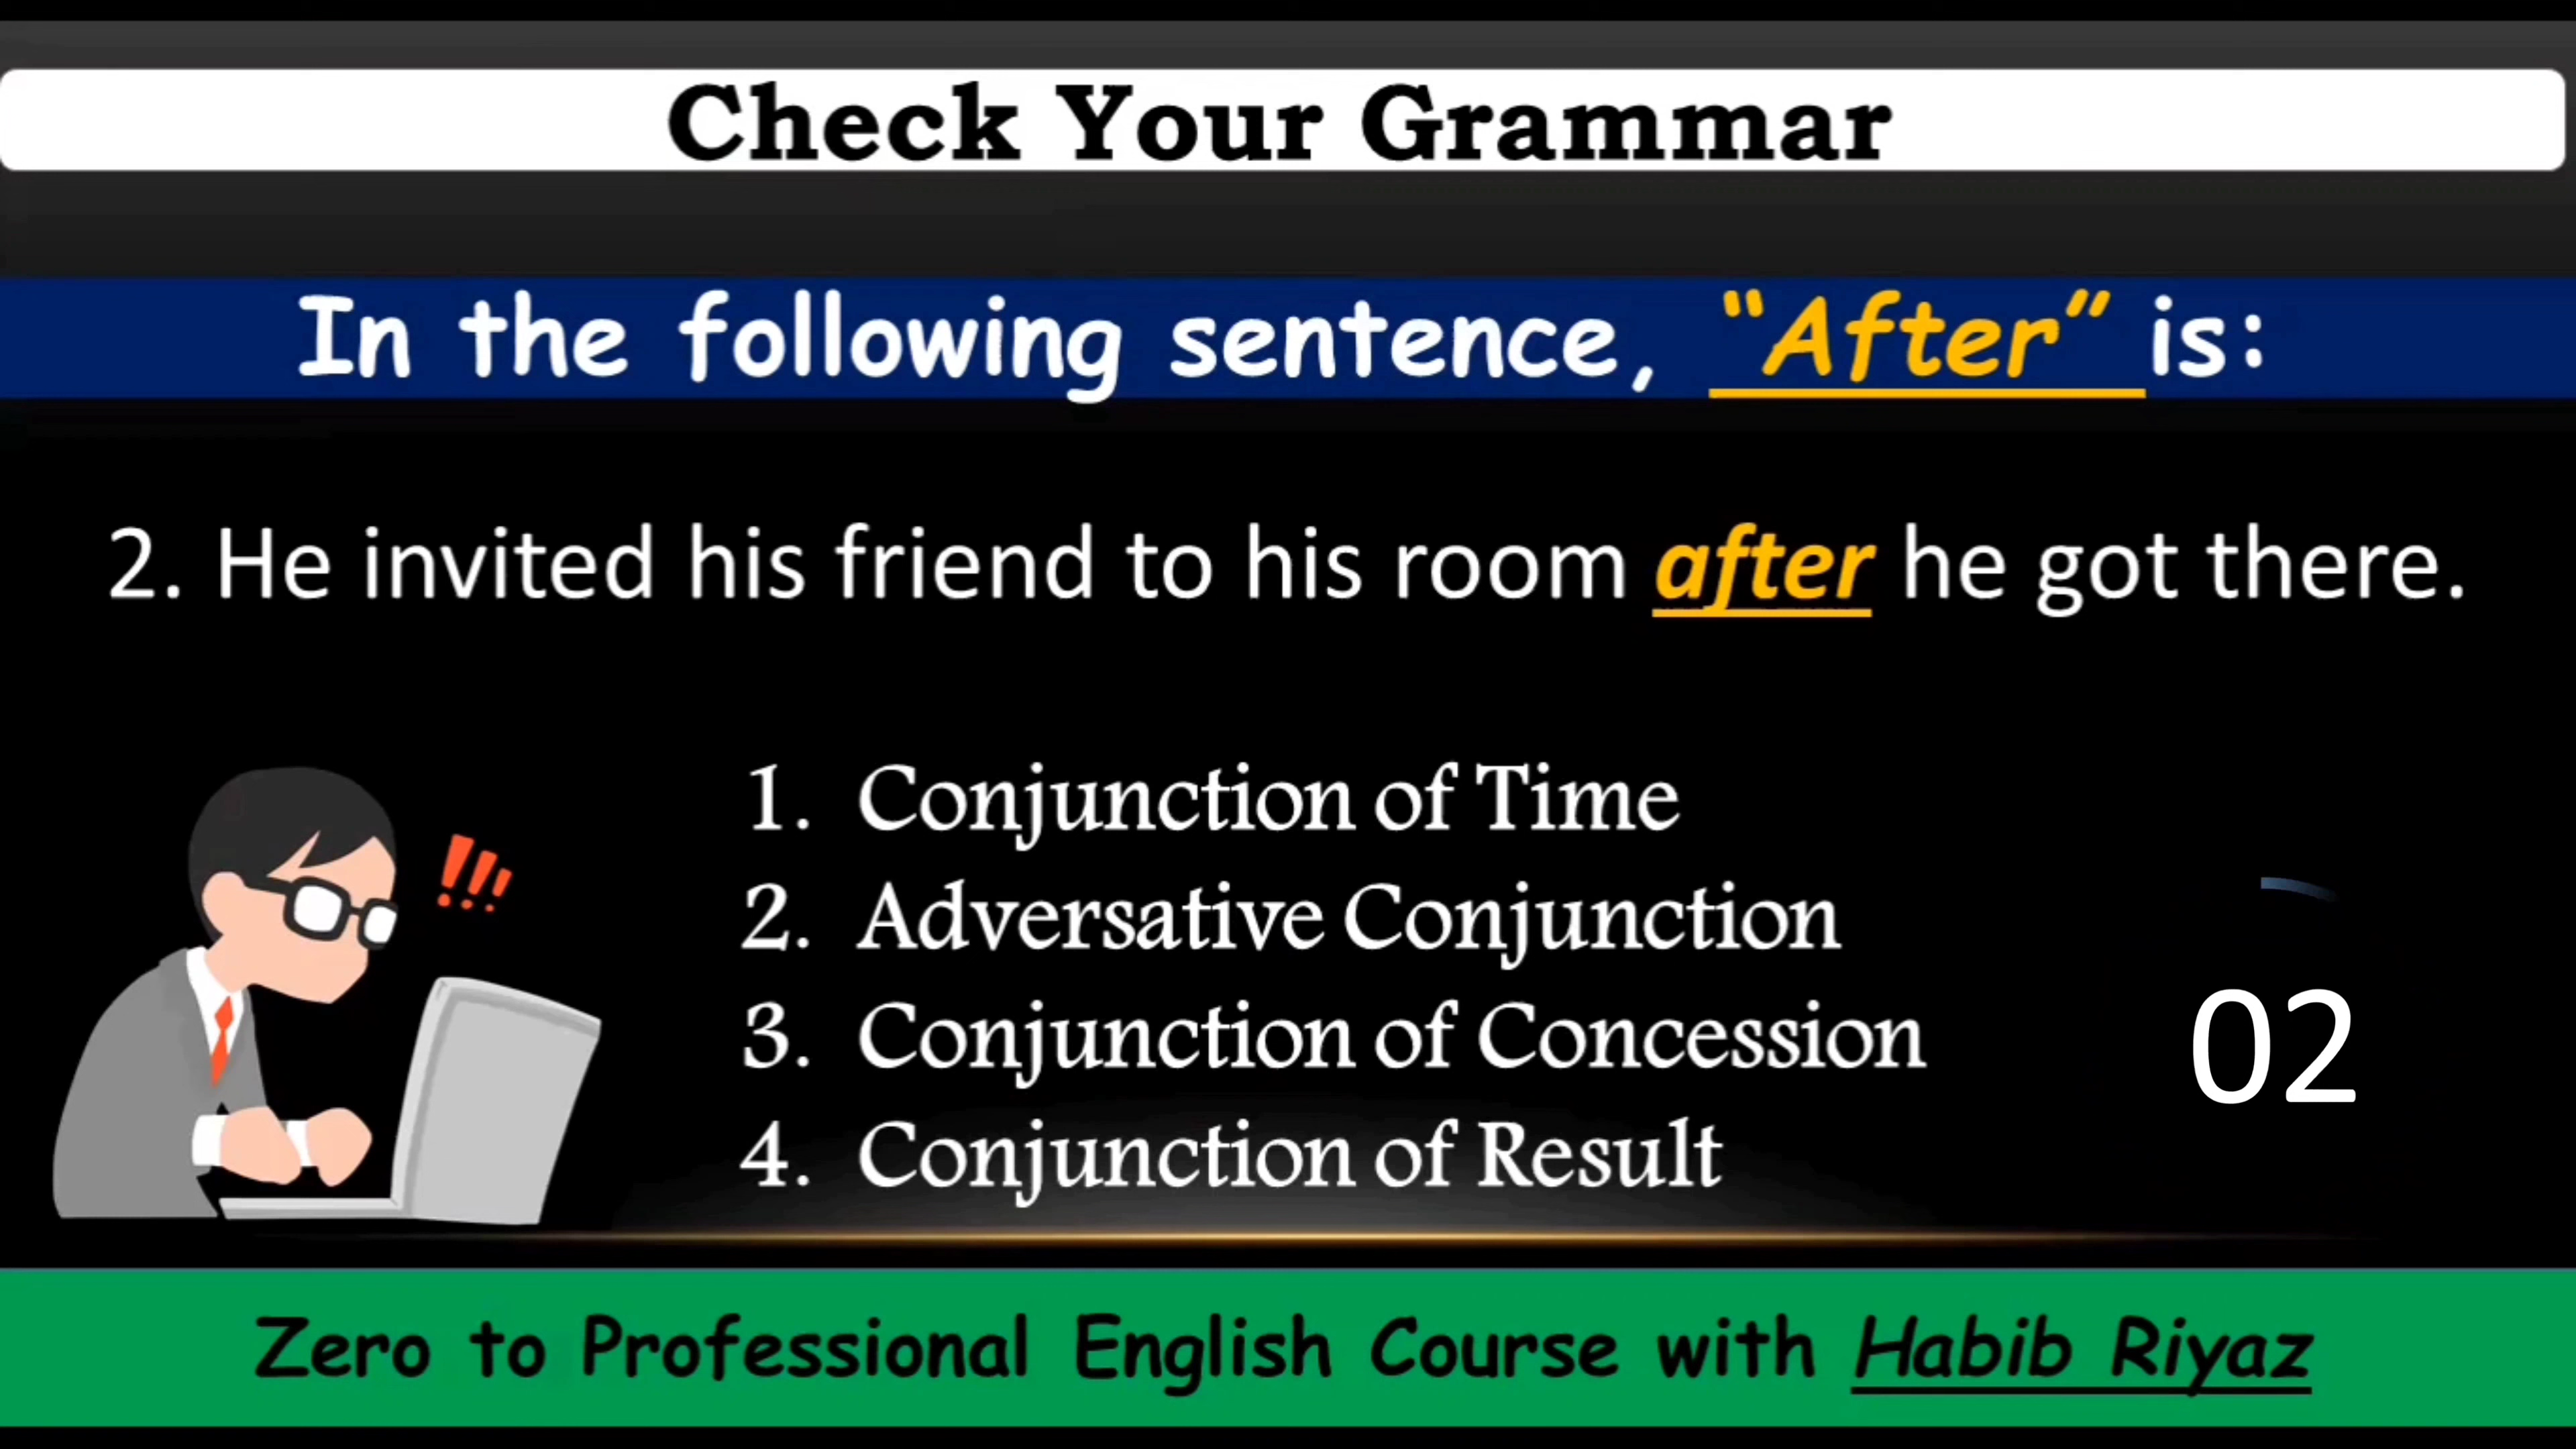 Check Your Grammar
In the following sentence, “After” is:
2. He invited his friend to his room after he got there.
1. Conjunction of Time
2. Adversative Conjunction
3. Conjunction of Concession
4. Conjunction of Result
!!!
02
Zero to Professional English Course with Habib Riyaz